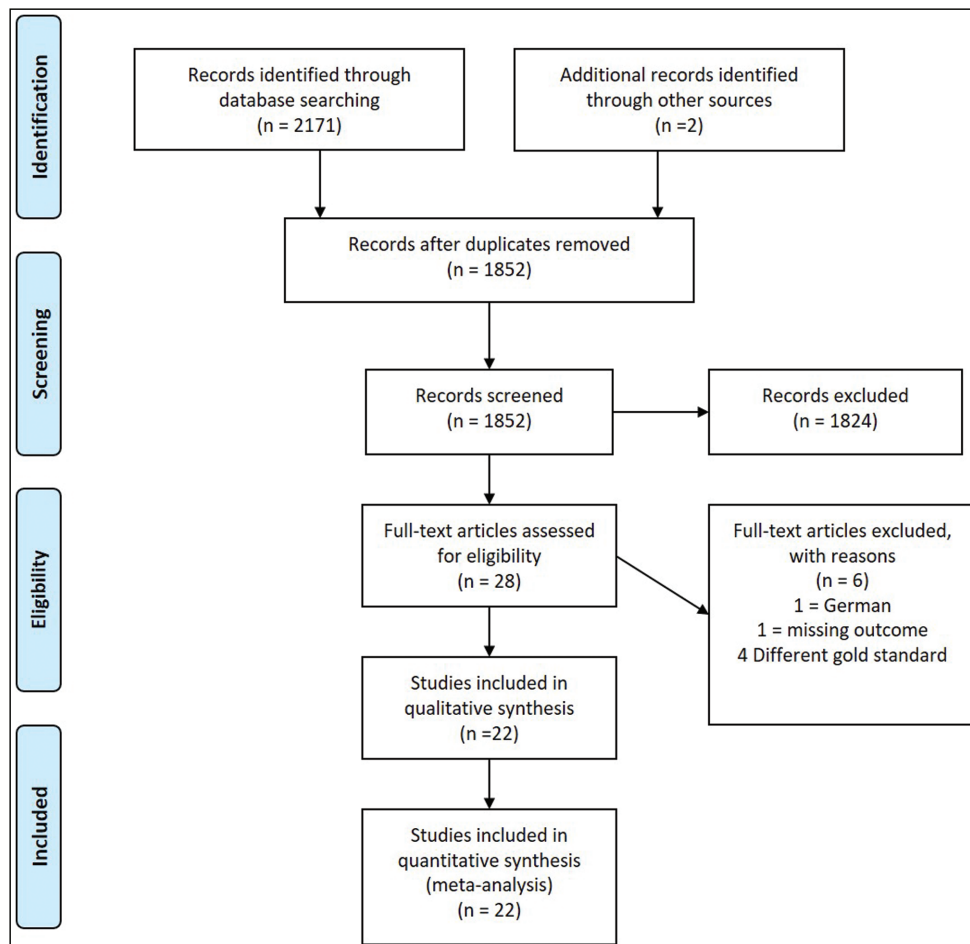 Identification
Records identified through
database searching
(n = 2171)
Additional records identified
through other sources
(n =2)
Records after duplicates removed
(n = 1852)
Screening
Records screened
(n = 1852)
Records excluded
(n = 1824)
Eligibility
Full-text articles assessed
for eligibility
(n = 28)
Full-text articles excluded,
with reasons
(n = 6)
1 = German
1 = missing outcome
4 Different gold standard
Studies included in
qualitative synthesis
(n =22)
Included
Studies included in
quantitative synthesis
(meta-analysis)
(n = 22)